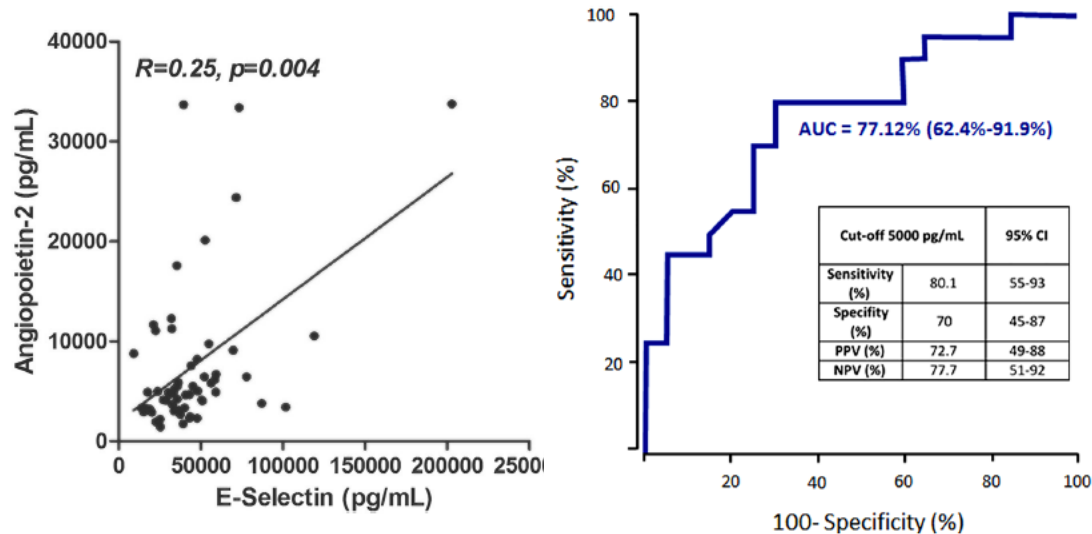 40000
30000
20000
10000
0
R=0.25, p=0.004
Angiopoietin-2 (pg/mL)
0 50000 100000 150000 200000 25000
E-Selectin (pg/mL)
100
80
60
40
20
Sensitivity (%)
AUC = 77.12% (62.4%-91.9%)
Cut-off 5000 pg/mL 95% CI
Sensitivity
(%) 80.1 55-93
Specifity
(%) 70 45-87
PPV (%) 72.7 49-88
NPV (%) 77.7 51-92
20 40 60 80 100
100- Specificity (%)